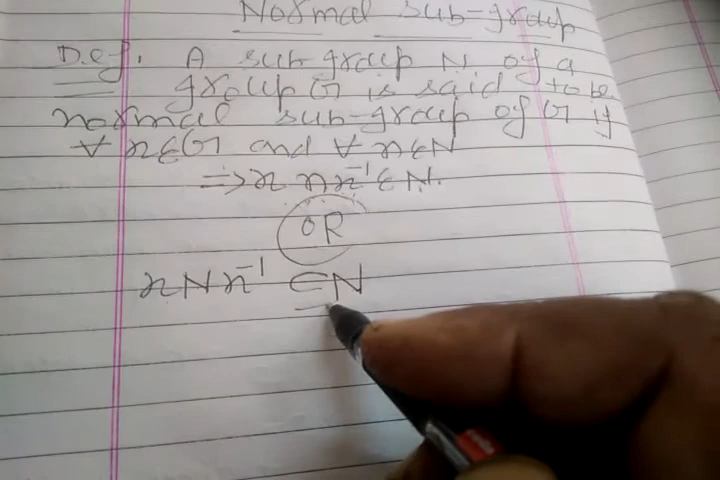 Normal sub-group
Def. A sub-group N of a
group G is said to be
normal sub-group of G if
∀ x∈G and ∀ n∈N
⇒ x n x⁻¹ ∈ N.
OR
x N x⁻¹ ⊆ N